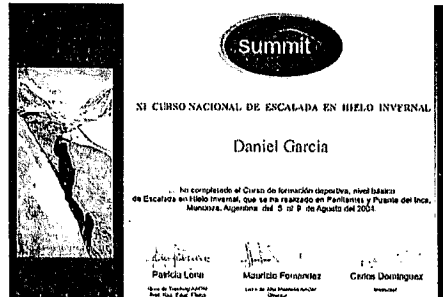 summit
XI CURSO NACIONAL DE ESCALADA EN HIELO INVERNAL
Daniel Garcia
ha completado el Curso de formación deportiva, nivel básico
de Escalada en Hielo Invernal, que se ha realizado en Penitentes y Puente del Inca,
Mendoza, Argentina del 5 al 9 de Agosto del 2004.
Patricia
Mauricio Fernandez
Carlos Dominguez